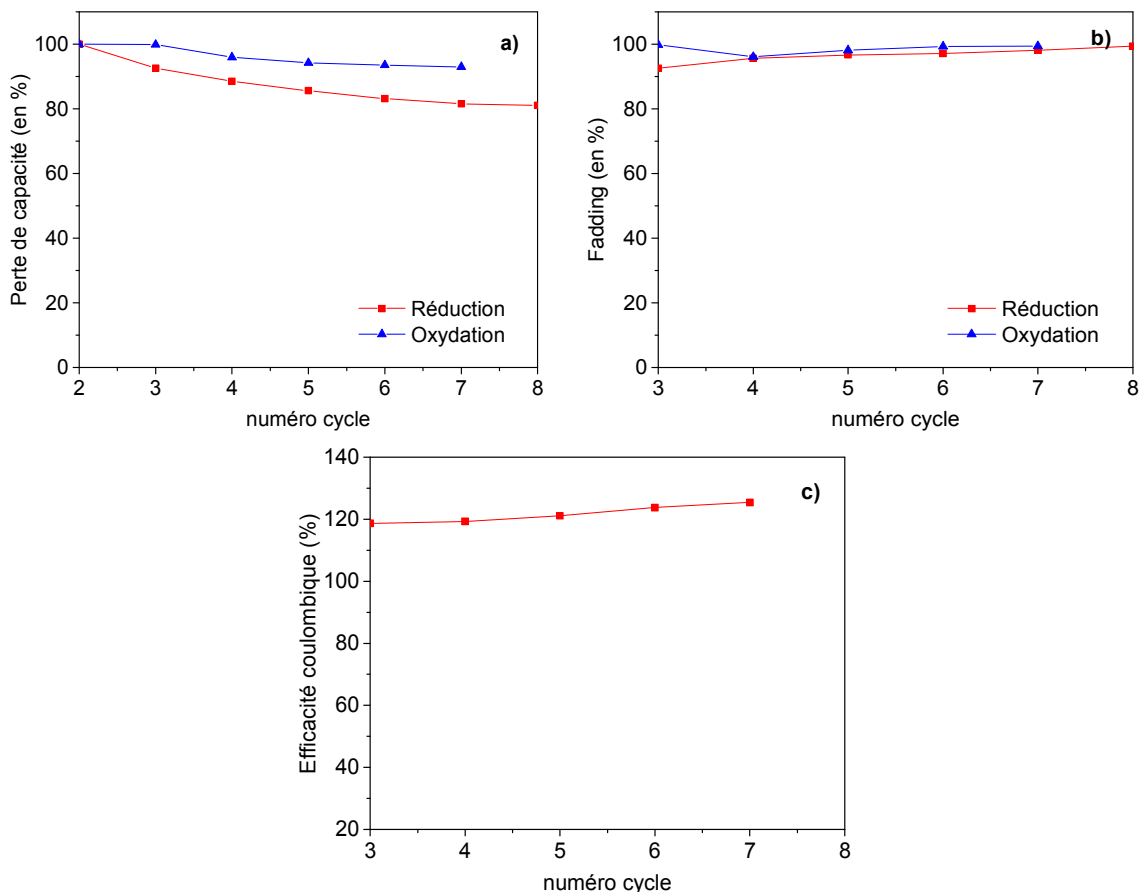 a)
Perte de capacité (en %)
100
80
60
40
20
0
Réduction
Oxydation
2 3 4 5 6 7 8
numéro cycle
b)
Fadding (en %)
100
80
60
40
20
0
Réduction
Oxydation
3 4 5 6 7 8
numéro cycle
c)
Efficacité coulombique (%)
140
120
100
80
60
40
20
3 4 5 6 7 8
numéro cycle